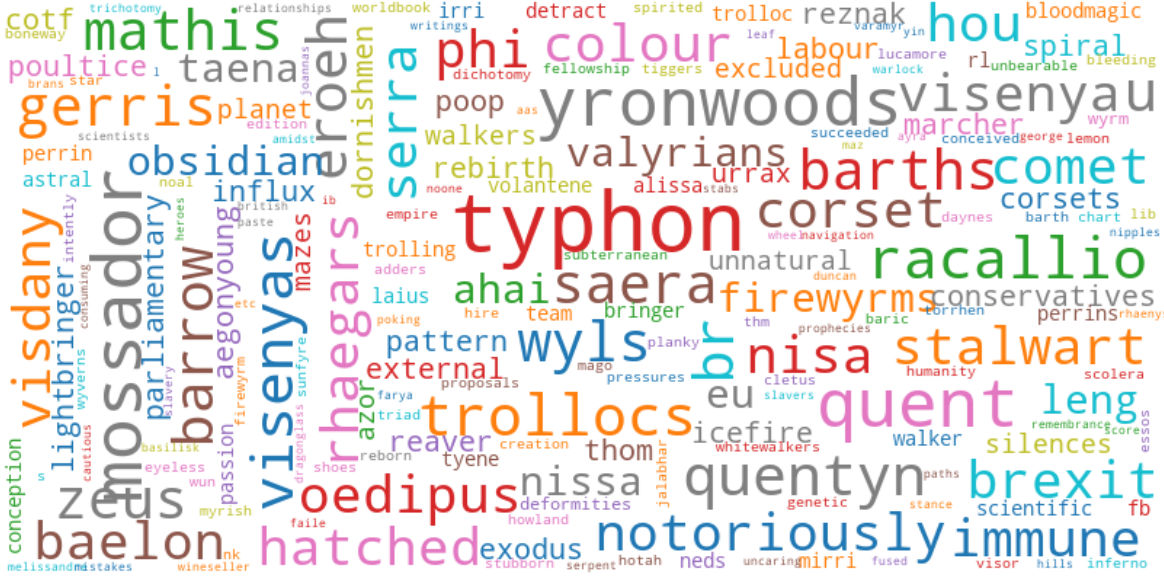 cotf
trichotomy
relationships
worldbook
irri
detract
spirited
trolloc
reznak
hou
bloodmagic
boneway
mathis
eroeh
dornishmen
serra
writings
phi
colour
leaf
labour
varamyr
yin
spiral
poultice
l
taena
joannas
dichotomy
fellowship
tiggers
excluded
lucamore
warlock
rl
unbearable
bleeding
brans
star
gerris
planet
poop
aas
yronwoods
visenyau
edition
scientists
amidst
walkers
succeeded
marcher
ayra
wyrm
conceived
george
lemon
perrin
obsidian
rebirth
valyrians
maz
urrax
barths
comet
astral
noal
influx
ib
noone
volantene
alissa
stabs
corsets
visdany
intently
mossador
parliamentary
heroes
british
paste
aegonyoung
mazes
empire
typhon
corset
daynes
barth
chart
lib
nipples
wheel
navigation
rhaegars
trolling
subterranean
unnatural
racallio
lightbringer
consuming
barrow
visenyas
adders
duncan
laius
ahai
saera
firewyrms
conservatives
etc
poking
hire
team
bringer
thm
prophecies
baric
torrhen
perrins
rhaenys
wyverns
slavery
firewyrm
sunfyre
pattern
wyls
planky
br
nisa
stalwart
external
mago
pressures
humanity
scolera
proposals
cletus
slavers
azor
farya
triad
trollocs
eu
quent
leng
dragonglass
cautious
basilisk
passion
reborn
reaver
creation
thom
icefire
whitewalkers
walker
remembrance
score
silences
essos
conception
s
eyeless
wun
shoes
tyene
jalabhar
zeus
myrish
oedipus
nissa
quentyn
paths
brexit
deformities
genetic
stance
scientific
fb
faile
howland
baelon
nk
hatched
exodus
notoriously
immune
melissandre
mistakes
wineseller
stubborn
serpent
hotah
neds
uncaring
mirri
fused
visor
hills
inferno